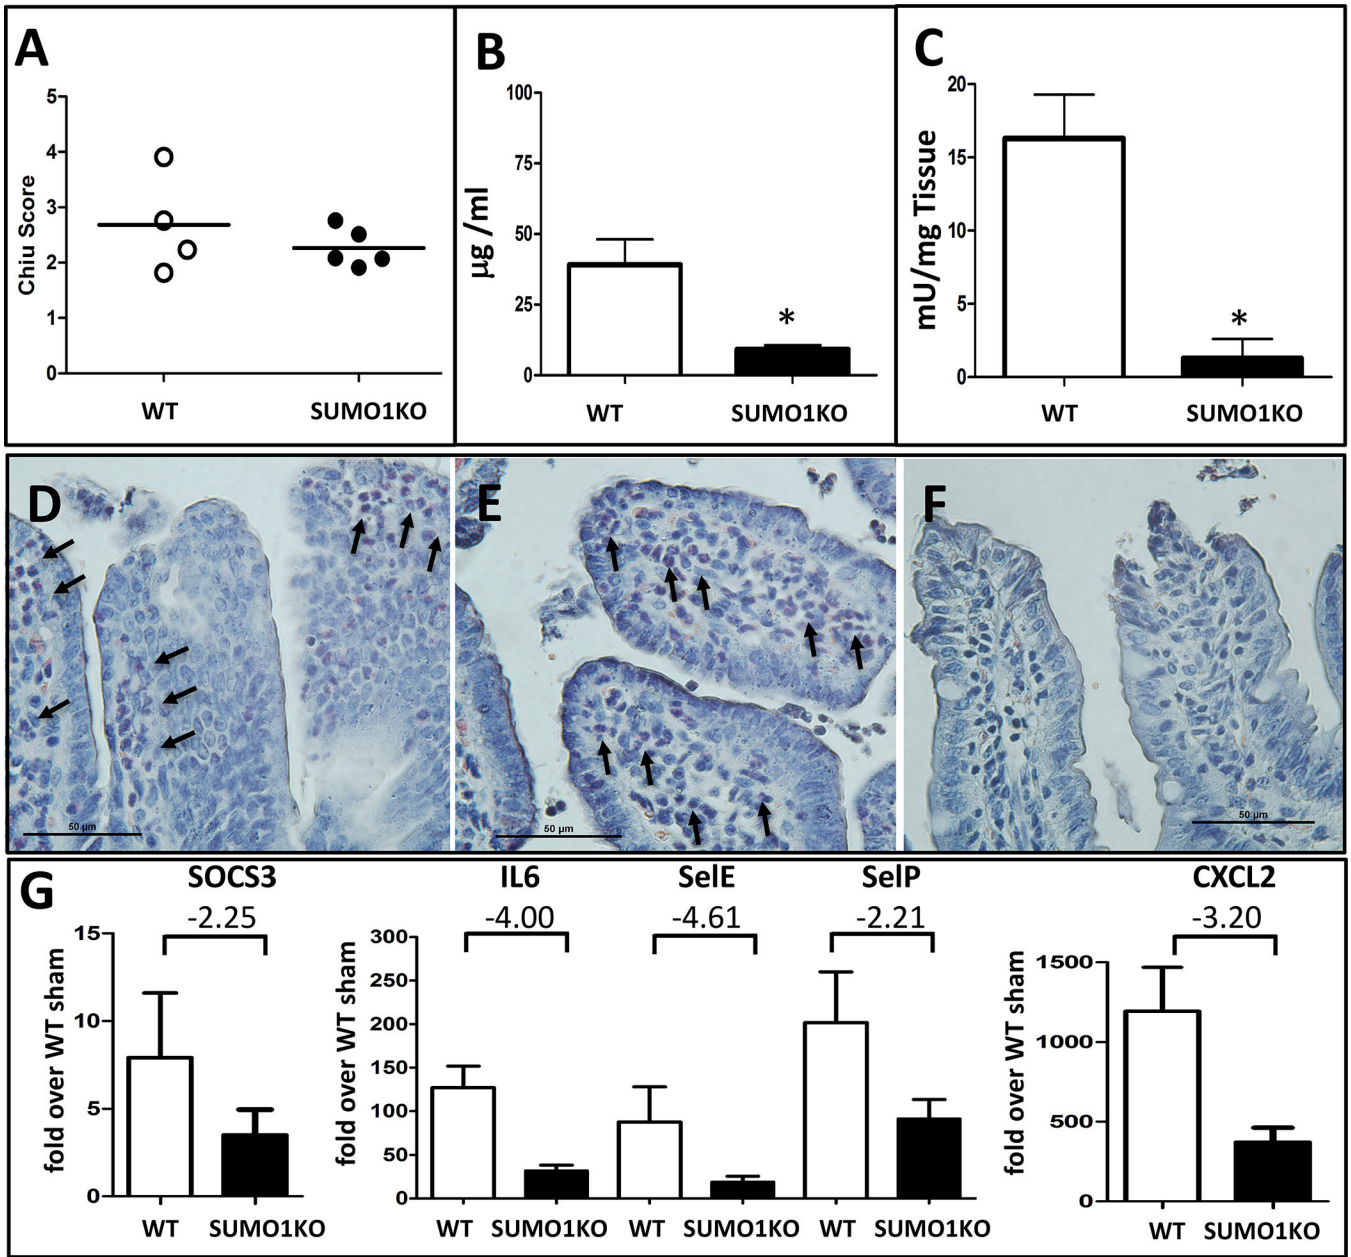 A
Chiu Score
5
4
3
2
1
0
WT SUMO1KO
B
µg /ml
100
75
50
25
0
WT SUMO1KO
*
C
mU/mg Tissue
20
15
10
5
0
WT SUMO1KO
*
D
50 µm
E
50 µm
F
50 µm
G
SOCS3
-2.25
fold over WT sham
15
10
5
0
WT SUMO1KO
IL6 SelE SelP
-4.00 -4.61 -2.21
fold over WT sham
300
250
200
150
100
50
0
WT SUMO1KO WT SUMO1KO WT SUMO1KO
CXCL2
-3.20
fold over WT sham
1500
1000
500
0
WT SUMO1KO